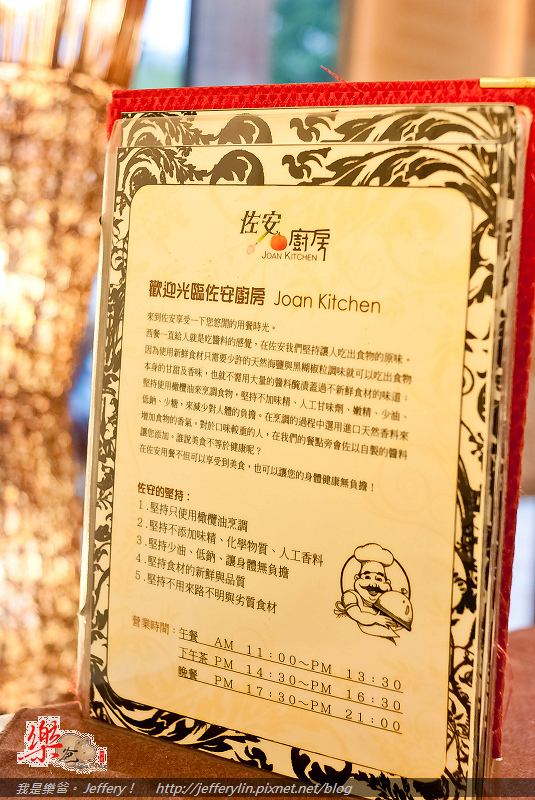 佐安廚房
JOAN KITCHEN
歡迎光臨佐安廚房 Joan Kitchen
來到佐安享受一下您悠閒的用餐時光。
西餐一直給人就是吃醬料的感覺，在佐安我們堅持讓人吃出食物的原味。
因為使用新鮮食材只需要少許的天然海鹽與黑楜椒粒調味就可以吃出食物
本身的甘甜及香味，也就不需用大量的醬料醃漬蓋過不新鮮食材的味道；
堅持使用橄欖油來烹調食物，堅持不加味精、人工甘味劑、嫩精、少油、
低鈉、少糖，來減少對人體的負擔。在烹調的過程中選用進口天然香料來
增加食物的香氣。對於口味較重的人，在我們的餐點旁會佐以自製的醬料
讓您添加。誰說美食不等於健康呢？
在佐安用餐不但可以享受到美食，也可以讓您的身體健康無負擔！
佐安的堅持：
1.堅持只使用橄欖油烹調
2.堅持不添加味精、化學物質、人工香料
3.堅持少油、低鈉、讓身體無負擔
4.堅持食材的新鮮與品質
5.堅持不用來路不明與劣質食材
營業時間：午餐 AM 11:00~PM 13:30
下午茶 PM 14:30~PM 16:30
晚餐 PM 17:30~PM 21:00
樂爸
我是樂爸。Jeffery！ http://jefferylin.pixnet.net/blog